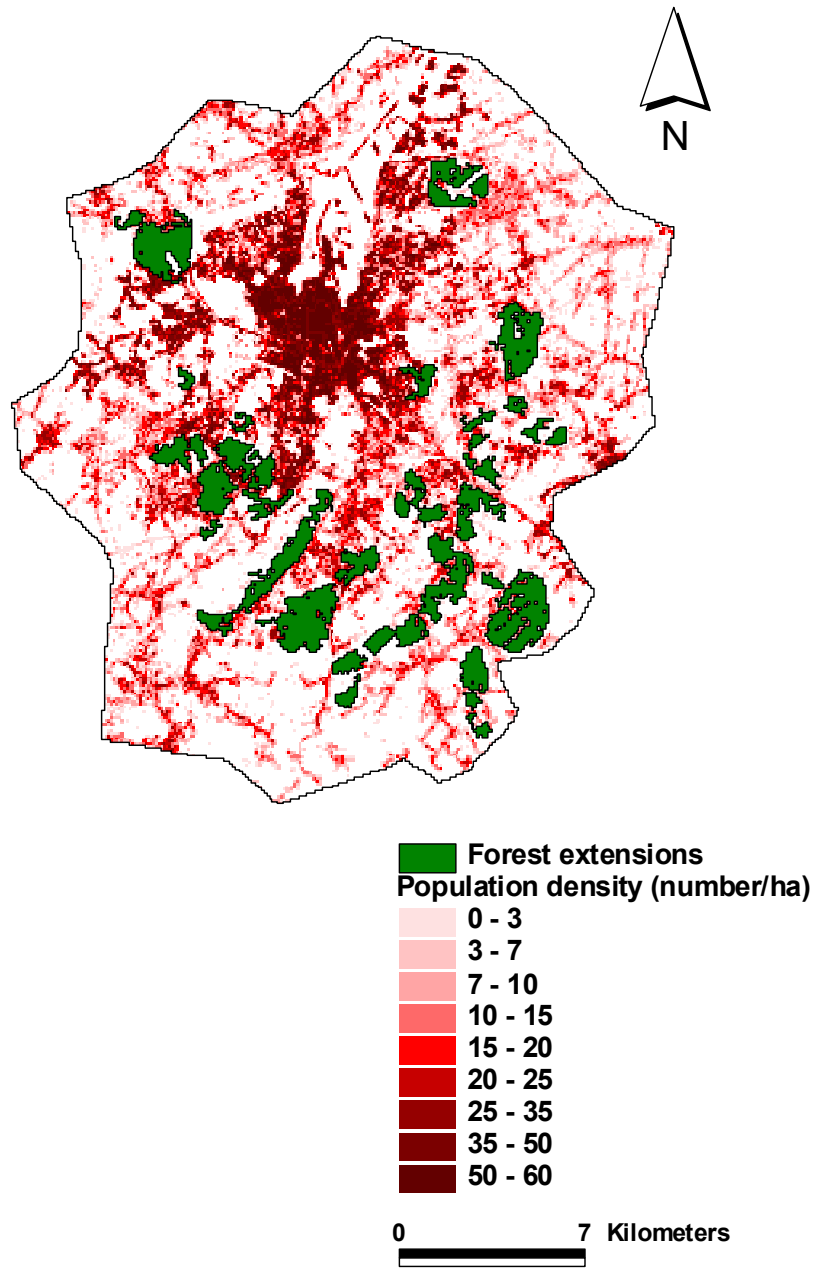 N
Forest extensions
Population density (number/ha)
0 - 3
3 - 7
7 - 10
10 - 15
15 - 20
20 - 25
25 - 35
35 - 50
50 - 60
0 7 Kilometers